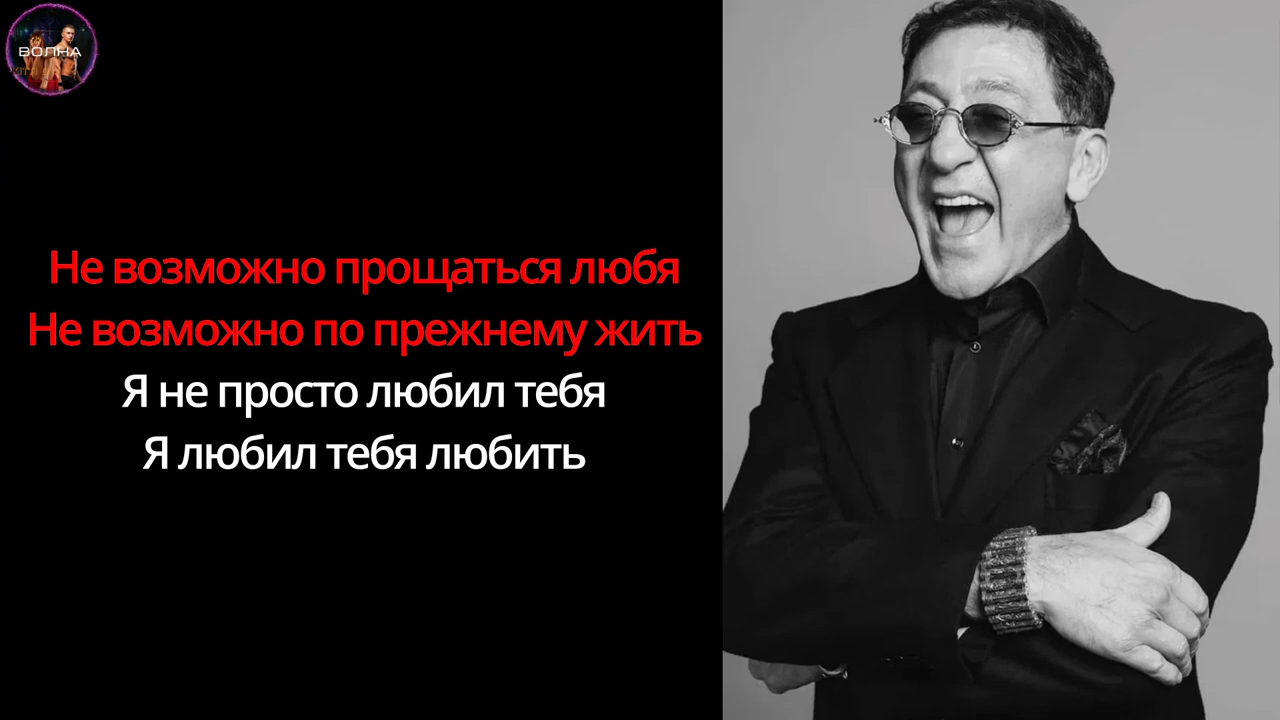 ВОЛНА
Не возможно прощаться любя
Не возможно по прежнему жить
Я не просто любил тебя
Я любил тебя любить